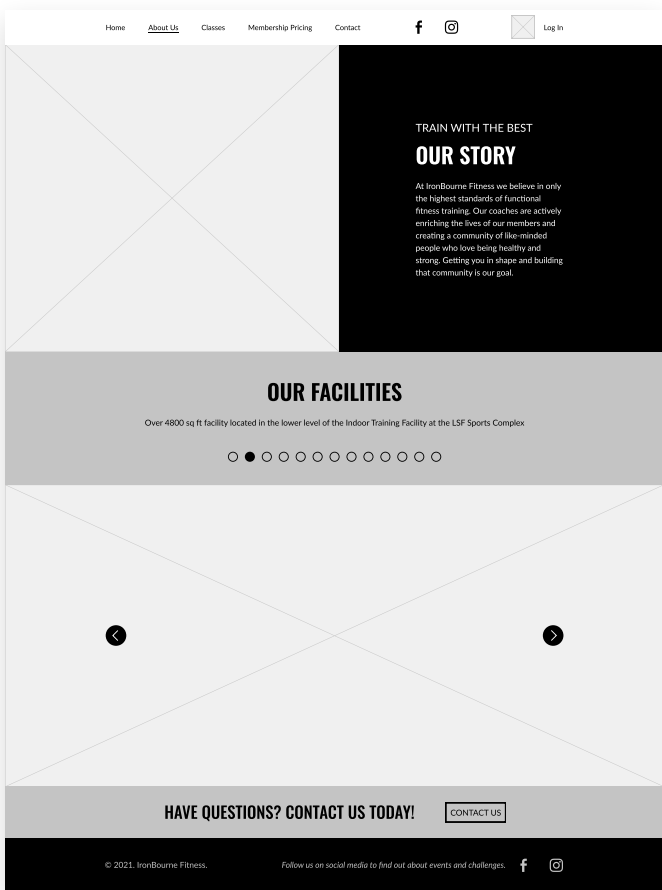 Home About Us Classes Membership Pricing Contact Log In
TRAIN WITH THE BEST
OUR STORY
At IronBourne Fitness we believe in only
the highest standards of functional
fitness training. Our coaches are actively
enriching the lives of our members and
creating a community of like-minded
people who love being healthy and
strong. Getting you in shape and building
that community is our goal.
OUR FACILITIES
Over 4800 sq ft facility located in the lower level of the Indoor Training Facility at the LSF Sports Complex
HAVE QUESTIONS? CONTACT US TODAY! CONTACT US
© 2021. IronBourne Fitness. Follow us on social media to find out about events and challenges.